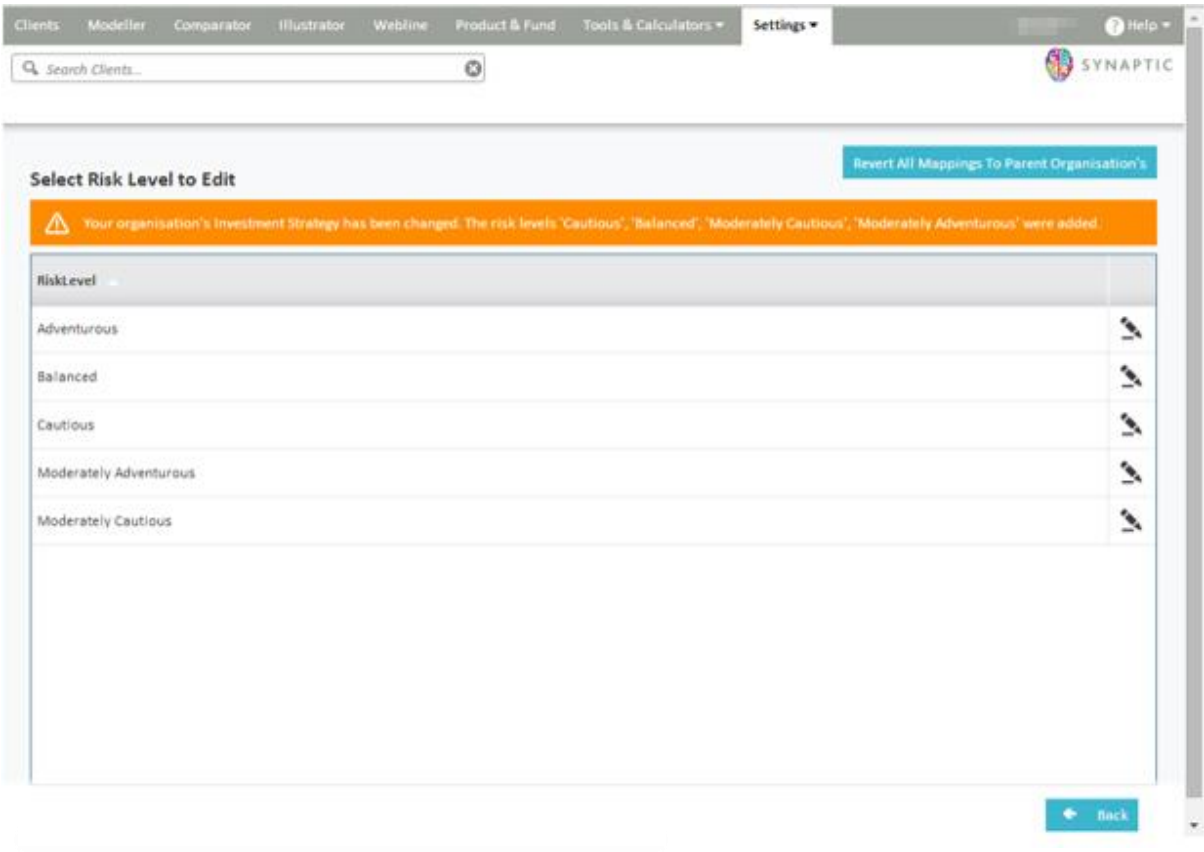 Clients Modeller Comparator Illustrator Webline Product & Fund Tools & Calculators Settings Help
Search Clients...
SYNAPTIC
Revert All Mappings To Parent Organisation's
Select Risk Level to Edit
Your organisation's Investment Strategy has been changed. The risk levels 'Cautious', 'Balanced', 'Moderately Cautious', 'Moderately Adventurous' were added.
RiskLevel
Adventurous
Balanced
Cautious
Moderately Adventurous
Moderately Cautious
Back